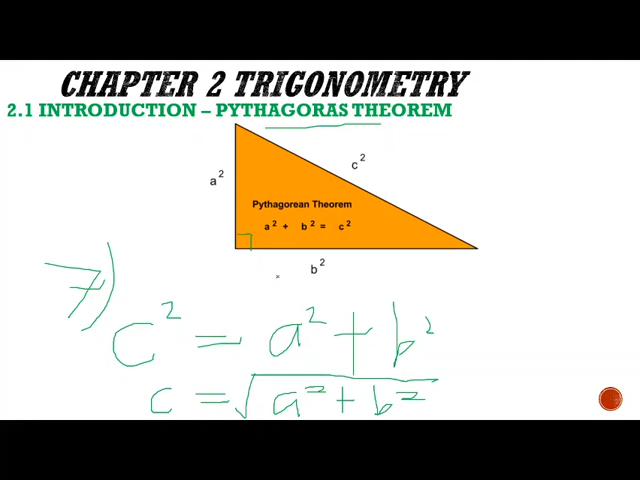 CHAPTER 2 TRIGONOMETRY
2.1 INTRODUCTION – PYTHAGORAS THEOREM
a²
c²
Pythagorean Theorem
a² + b² = c²
b²
7)
c² = a² + b²
c = √a² + b²